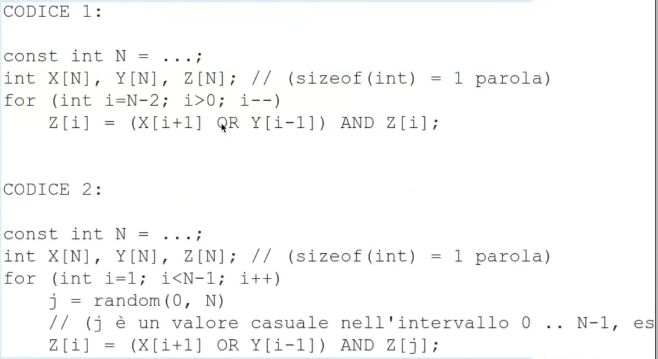 CODICE 1:
const int N = ...;
int X[N], Y[N], Z[N]; // (sizeof(int) = 1 parola)
for (int i=N-2; i>0; i--)
Z[i] = (X[i+1] OR Y[i-1]) AND Z[i];
CODICE 2:
const int N = ...;
int X[N], Y[N], Z[N]; // (sizeof(int) = 1 parola)
for (int i=1; i<N-1; i++)
j = random(0, N)
// (j è un valore casuale nell'intervallo 0 .. N-1, es
Z[i] = (X[i+1] OR Y[i-1]) AND Z[j];